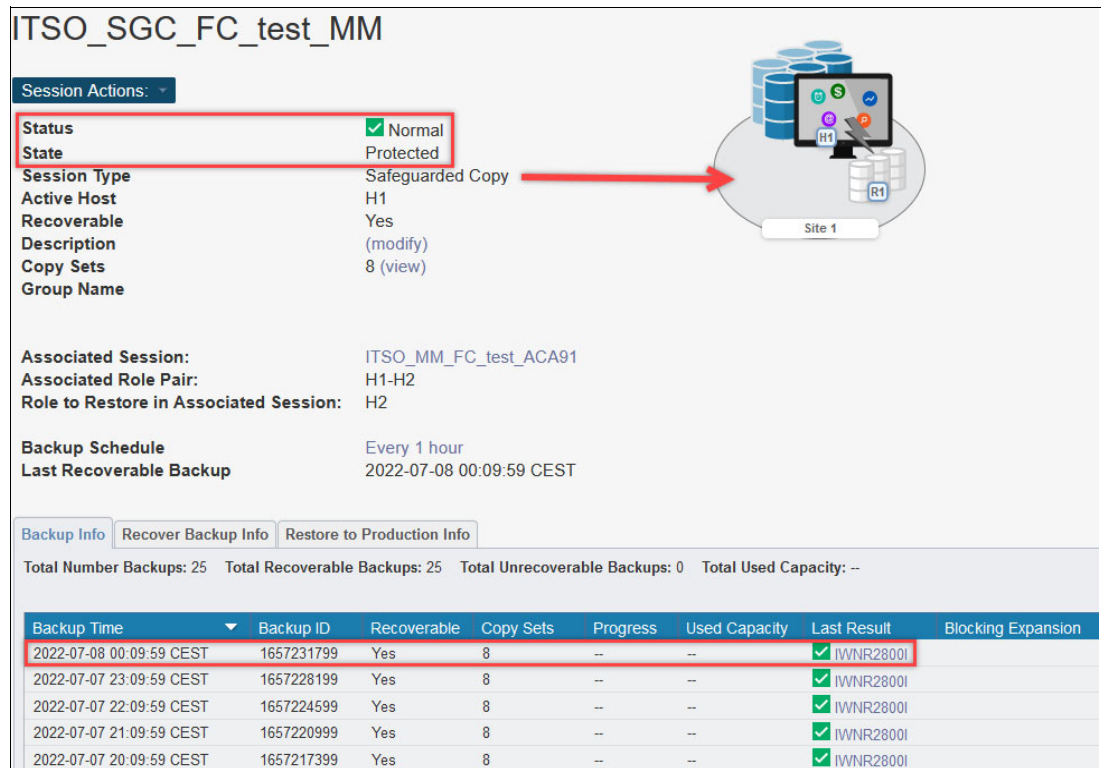 ITSO_SGC_FC_test_MM
Session Actions:
Status Normal
State Protected
Session Type Safeguarded Copy
Active Host H1
Recoverable Yes
Description (modify)
Copy Sets 8 (view)
Group Name
H1
R1
Site 1
Associated Session: ITSO_MM_FC_test_ACA91
Associated Role Pair: H1-H2
Role to Restore in Associated Session: H2
Backup Schedule Every 1 hour
Last Recoverable Backup 2022-07-08 00:09:59 CEST
Backup Info Recover Backup Info Restore to Production Info
Total Number Backups: 25 Total Recoverable Backups: 25 Total Unrecoverable Backups: 0 Total Used Capacity: --
Backup Time Backup ID Recoverable Copy Sets Progress Used Capacity Last Result Blocking Expansion
2022-07-08 00:09:59 CEST 1657231799 Yes 8 -- -- IWNR2800I
2022-07-07 23:09:59 CEST 1657228199 Yes 8 -- -- IWNR2800I
2022-07-07 22:09:59 CEST 1657224599 Yes 8 -- -- IWNR2800I
2022-07-07 21:09:59 CEST 1657220999 Yes 8 -- -- IWNR2800I
2022-07-07 20:09:59 CEST 1657217399 Yes 8 -- -- IWNR2800I